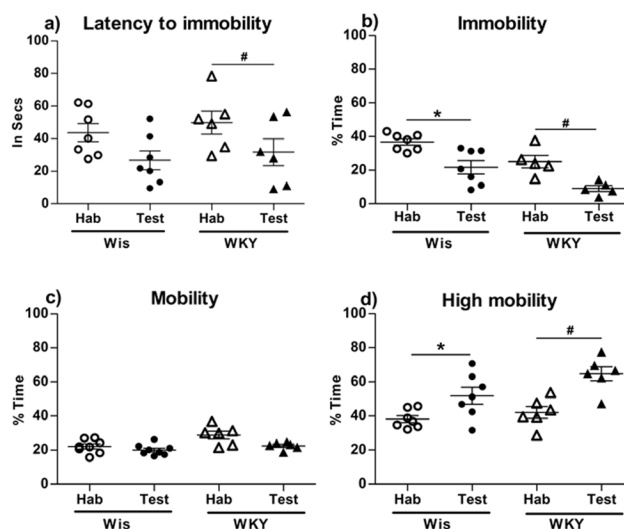 a) Latency to immobility
In Secs
100
80
60
40
20
0
#
Hab Test Hab Test
Wis WKY
b) Immobility
% Time
100
80
60
40
20
0
* #
Hab Test Hab Test
Wis WKY
c) Mobility
% Time
100
80
60
40
20
0
Hab Test Hab Test
Wis WKY
d) High mobility
% Time
100
80
60
40
20
0
* #
Hab Test Hab Test
Wis WKY